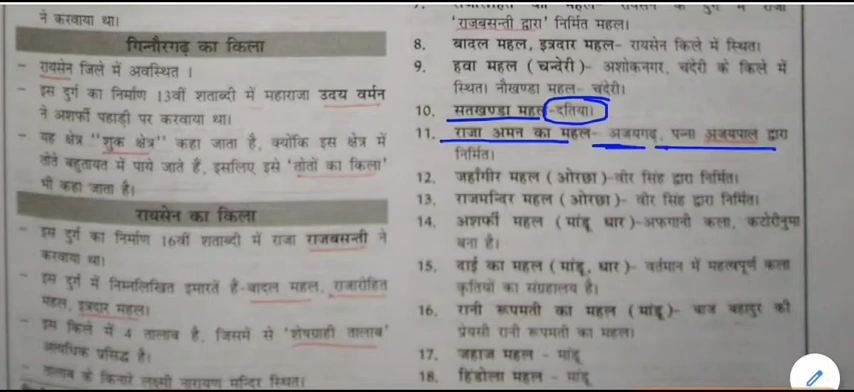 ने करवाया था।
गिन्नौरगढ़ का किला
- रायसेन जिले में अवस्थित ।
- इस दुर्ग का निर्माण 13वीं शताब्दी में महाराजा उदय वर्मन
ने अशर्फी पहाड़ी पर करवाया था।
- यह क्षेत्र "शुक क्षेत्र" कहा जाता है, क्योंकि इस क्षेत्र में
तोते बहुतायत में पाये जाते हैं, इसलिए इसे 'तोतों का किला'
भी कहा जाता है।
रायसेन का किला
- इस दुर्ग का निर्माण 16वीं शताब्दी में राजा राजबसन्ती ने
करवाया था।
- इस दुर्ग में निम्नलिखित इमारतें हैं-बादल महल, राजारोहित
महल, इत्रदार महल।
- इस किले में 4 तालाब है, जिसमें से 'शेषग्राही तालाब'
अत्यधिक प्रसिद्ध है।
- तालाब के किनारे लक्ष्मी नारायण मन्दिर स्थित।
'राजबसन्ती द्वारा' निर्मित महल।
8. बादल महल, इत्रदार महल- रायसेन किले में स्थित।
9. हवा महल (चन्देरी)- अशोकनगर, चंदेरी के किले में
स्थित। नौखण्डा महल- चंदेरी।
10. सतखण्डा महल-दतिया।
11. राजा अमन का महल- अजयगढ़, पन्ना अजयपाल द्वारा
निर्मित।
12. जहाँगीर महल (ओरछा)-वीर सिंह द्वारा निर्मित।
13. राजमन्दिर महल (ओरछा)- वीर सिंह द्वारा निर्मित।
14. अशर्फी महल (मांडू धार)-अफगानी कला, कटोरीनुमा
बना है।
15. दाई का महल (मांडू, धार)- वर्तमान में महत्वपूर्ण कला
कृतियों का संग्रहालय है।
16. रानी रूपमती का महल (मांडू)- बाज बहादुर की
प्रेयसी रानी रूपमती का महल।
17. जहाज महल - मांडू
18. हिंडोला महल - मांडू